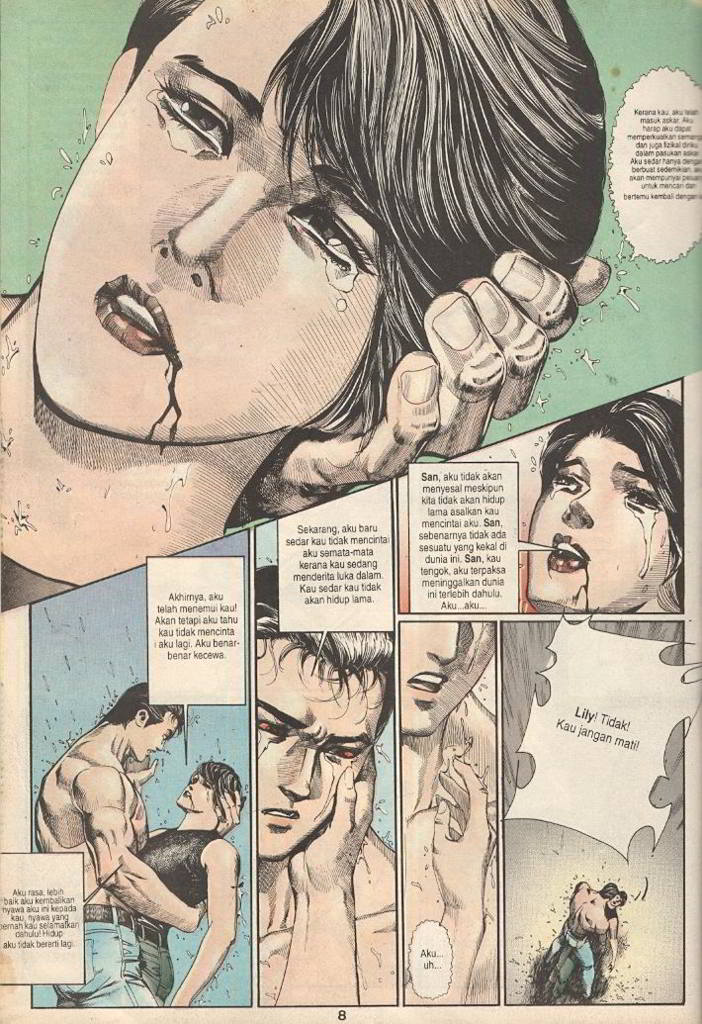 Kerana kau, aku telah
masuk askar. Aku
harap aku dapat
memperkuatkan
dan juga fizikal diriku
dalam pasukan askar.
Aku sedar hanya dengan
berbuat sedemikian,
akan mempunyai
untuk mencari dan
bertemu kembali
San, aku tidak akan
menyesal meskipun
kita tidak akan hidup
lama asalkan kau
mencintai aku. San,
sebenarnya tidak ada
sesuatu yang kekal di
dunia ini. San, kau
tengok, aku terpaksa
meninggalkan dunia
ini terlebih dahulu.
Aku...aku...
Sekarang, aku baru
sedar kau tidak mencintai
aku semata-mata
kerana kau sedang
menderita luka dalam.
Kau sedar kau tidak
akan hidup lama.
Akhirnya, aku
telah menemui kau!
Akan tetapi aku tahu
kau tidak mencinta
i aku lagi. Aku benar-
benar kecewa.
Aku rasa, lebih
baik aku kembalikan
nyawa aku ini kepada
kau, nyawa yang
pernah kau selamatkan
dahulu! Hidup
aku tidak bererti lagi.
Aku...
uh...
Lily! Tidak!
Kau jangan mati!
8